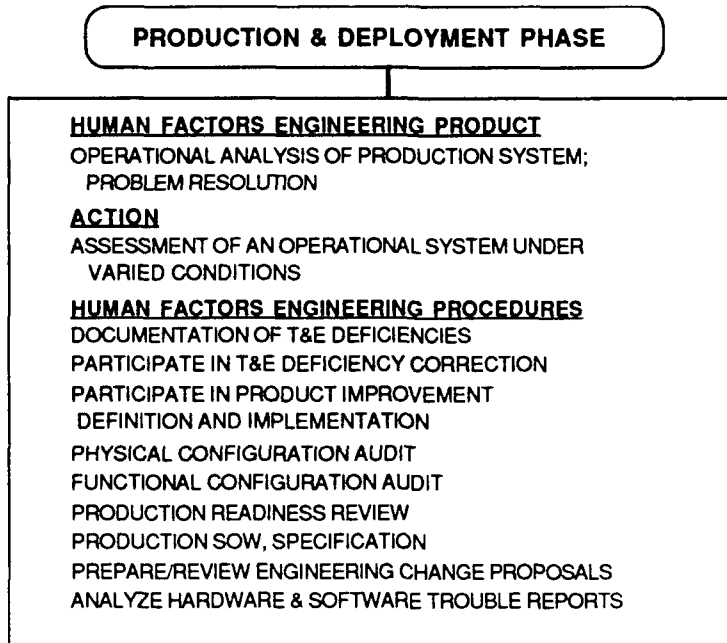 PRODUCTION & DEPLOYMENT PHASE
HUMAN FACTORS ENGINEERING PRODUCT
OPERATIONAL ANALYSIS OF PRODUCTION SYSTEM;
PROBLEM RESOLUTION
ACTION
ASSESSMENT OF AN OPERATIONAL SYSTEM UNDER
VARIED CONDITIONS
HUMAN FACTORS ENGINEERING PROCEDURES
DOCUMENTATION OF T&E DEFICIENCIES
PARTICIPATE IN T&E DEFICIENCY CORRECTION
PARTICIPATE IN PRODUCT IMPROVEMENT
DEFINITION AND IMPLEMENTATION
PHYSICAL CONFIGURATION AUDIT
FUNCTIONAL CONFIGURATION AUDIT
PRODUCTION READINESS REVIEW
PRODUCTION SOW, SPECIFICATION
PREPARE/REVIEW ENGINEERING CHANGE PROPOSALS
ANALYZE HARDWARE & SOFTWARE TROUBLE REPORTS